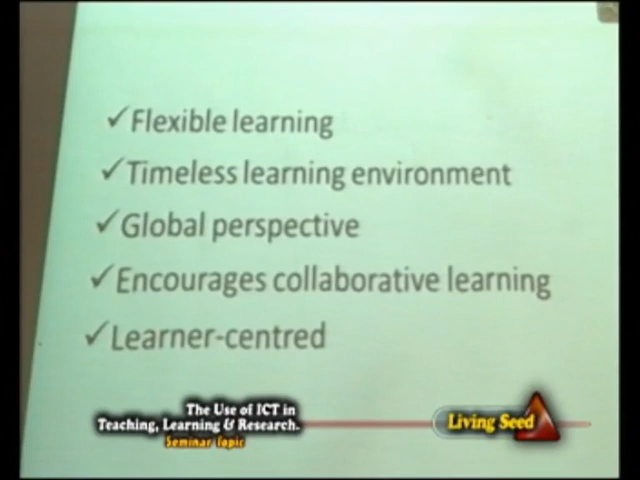 ✓Flexible learning
✓Timeless learning environment
✓Global perspective
✓Encourages collaborative learning
✓Learner-centred
The Use of ICT in
Teaching, Learning & Research.
Seminar Topic
Living Seed